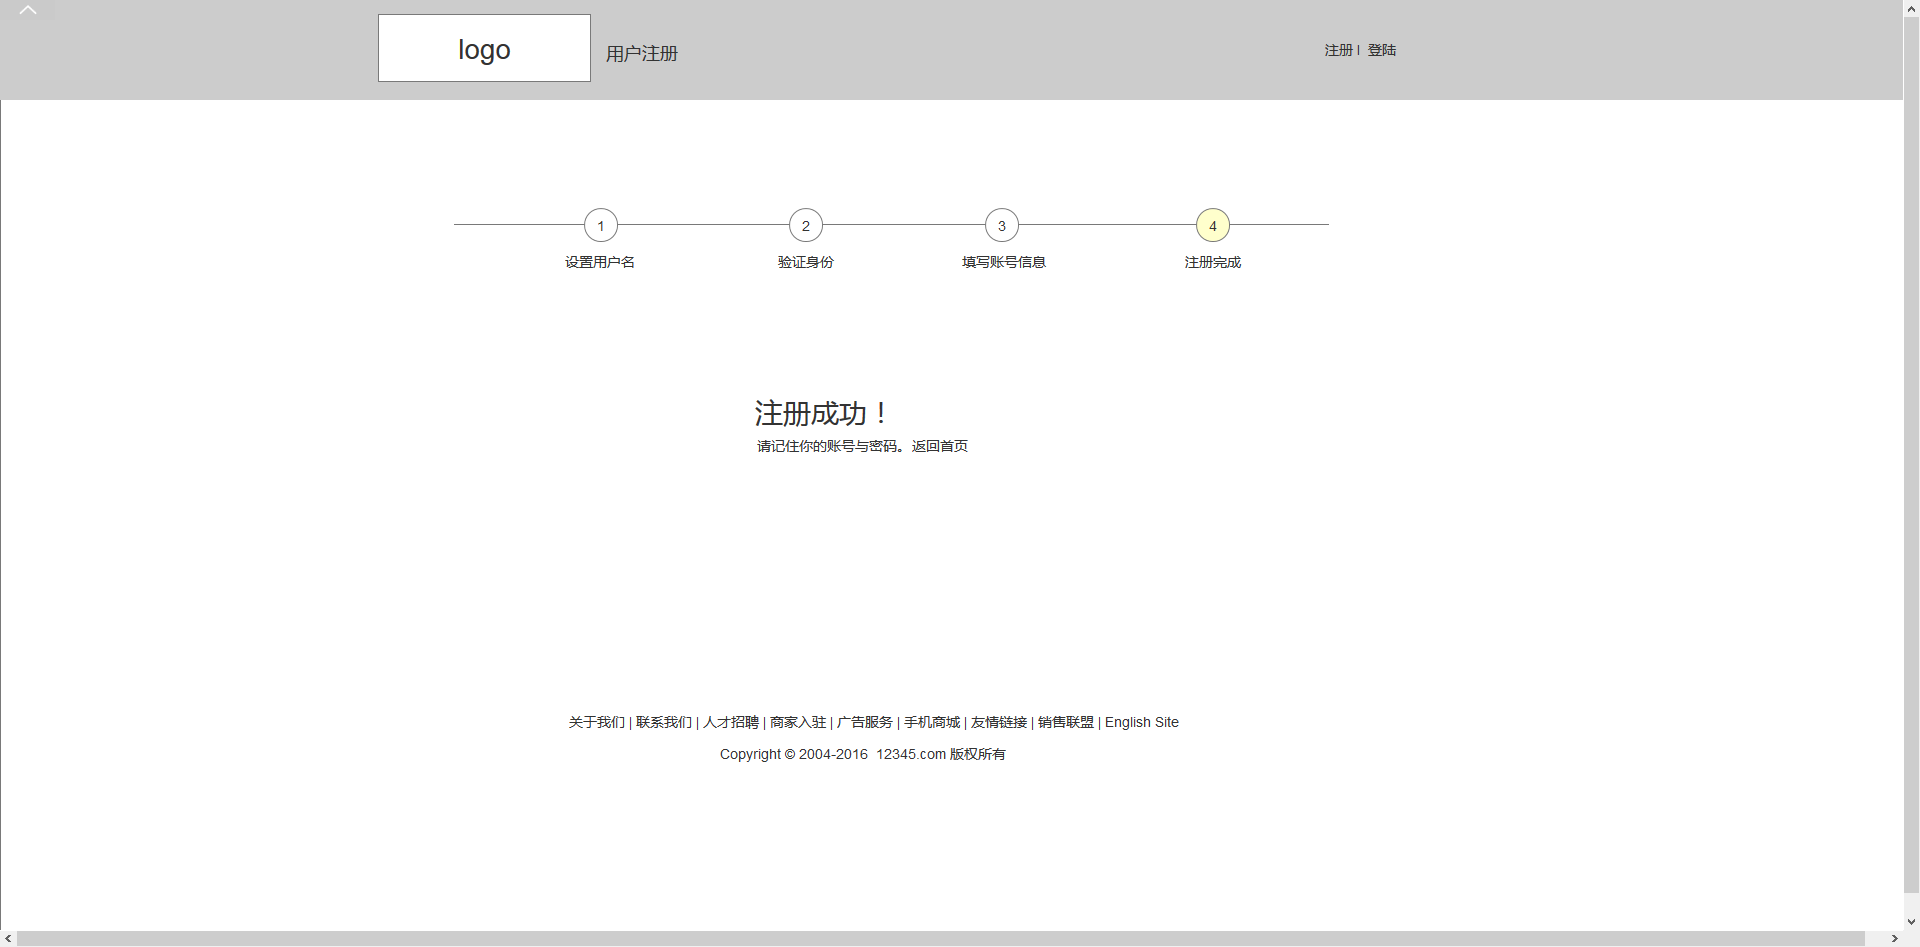 logo
用户注册
注册 | 登陆
1
2
3
4
设置用户名
验证身份
填写账号信息
注册完成
注册成功！
请记住你的账号与密码。返回首页
关于我们 | 联系我们 | 人才招聘 | 商家入驻 | 广告服务 | 手机商城 | 友情链接 | 销售联盟 | English Site
Copyright © 2004-2016 12345.com 版权所有